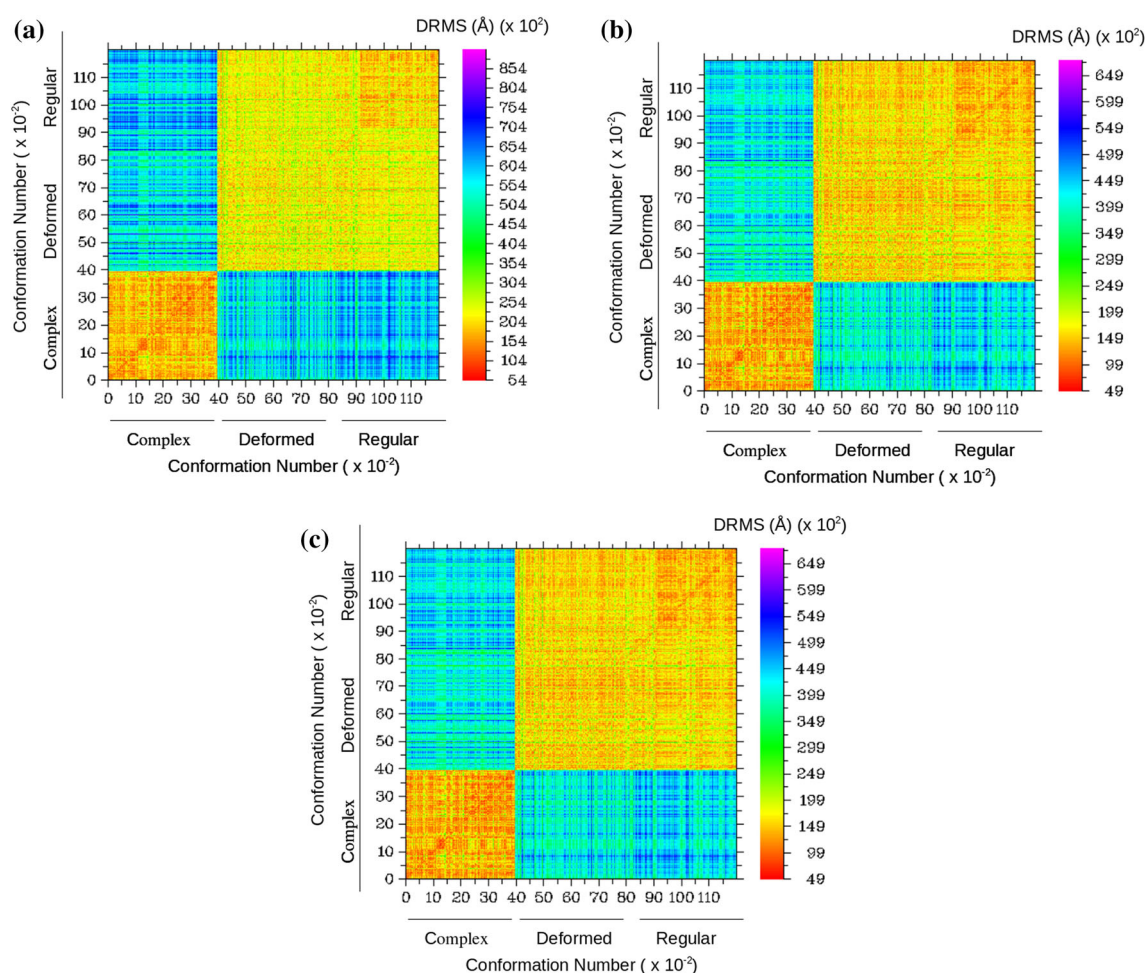 (a)
DRMS (Å) (x 10²)
Conformation Number ( x 10⁻²)
Regular
Deformed
Complex
110
100
90
80
70
60
50
40
30
20
10
0
0 10 20 30 40 50 60 70 80 90 100 110
Complex Deformed Regular
Conformation Number ( x 10⁻²)
854
804
754
704
654
604
554
504
454
404
354
304
254
204
154
104
54
(b)
DRMS (Å) (x 10²)
Conformation Number ( x 10⁻²)
Regular
Deformed
Complex
110
100
90
80
70
60
50
40
30
20
10
0
0 10 20 30 40 50 60 70 80 90 100 110
Complex Deformed Regular
Conformation Number ( x 10⁻²)
649
599
549
499
449
399
349
299
249
199
149
99
49
(c)
DRMS (Å) (x 10²)
Conformation Number ( x 10⁻²)
Regular
Deformed
Complex
110
100
90
80
70
60
50
40
30
20
10
0
0 10 20 30 40 50 60 70 80 90 100 110
Complex Deformed Regular
Conformation Number ( x 10⁻²)
649
599
549
499
449
399
349
299
249
199
149
99
49